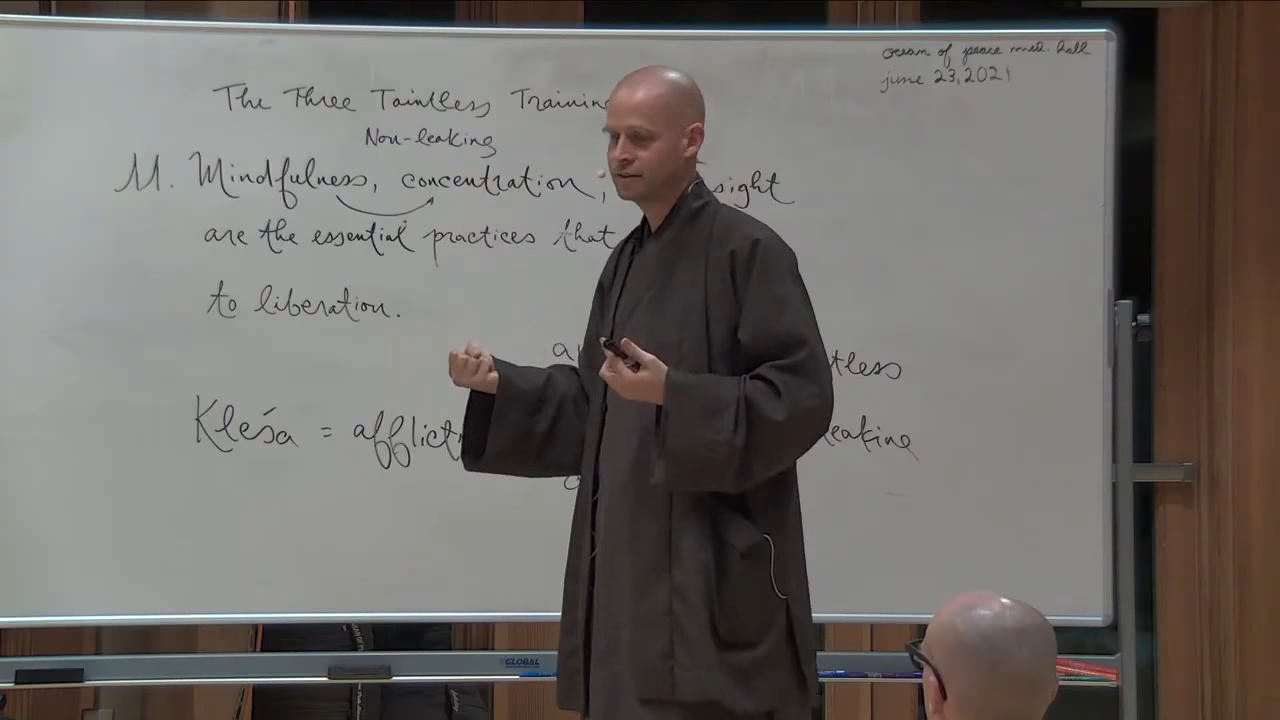 ocean of peace med. hall
june 23, 2021
The Three Taintless Trainin
Non-leaking
M. Mindfulness, concentration, sight
are the essential practices that
to liberation.
a tless
Kleśa = afflicti eaking
GLOBAL